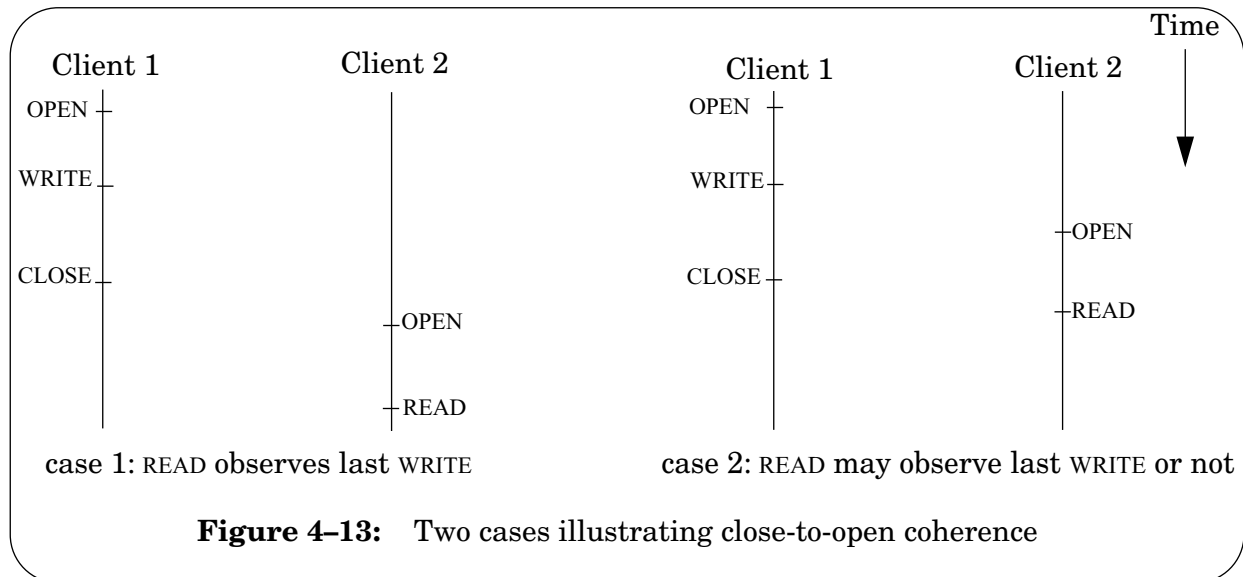 Time
Client 1
Client 2
Client 1
Client 2
OPEN
WRITE
CLOSE
OPEN
READ
OPEN
WRITE
OPEN
CLOSE
READ
case 1: READ observes last WRITE
case 2: READ may observe last WRITE or not
Figure 4–13: Two cases illustrating close-to-open coherence